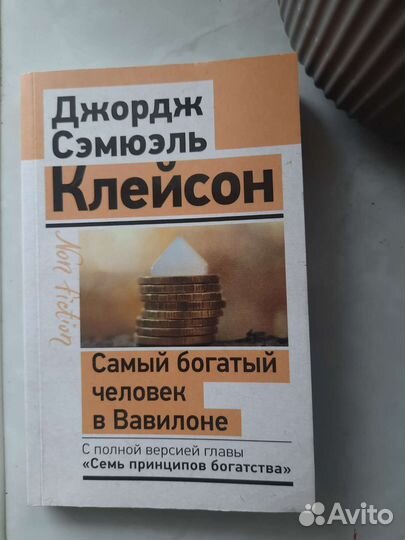 Джордж
Сэмюэль
Клейсон
Non fiction
Самый богатый
человек
в Вавилоне
С полной версией главы
«Семь принципов богатства»
Avito